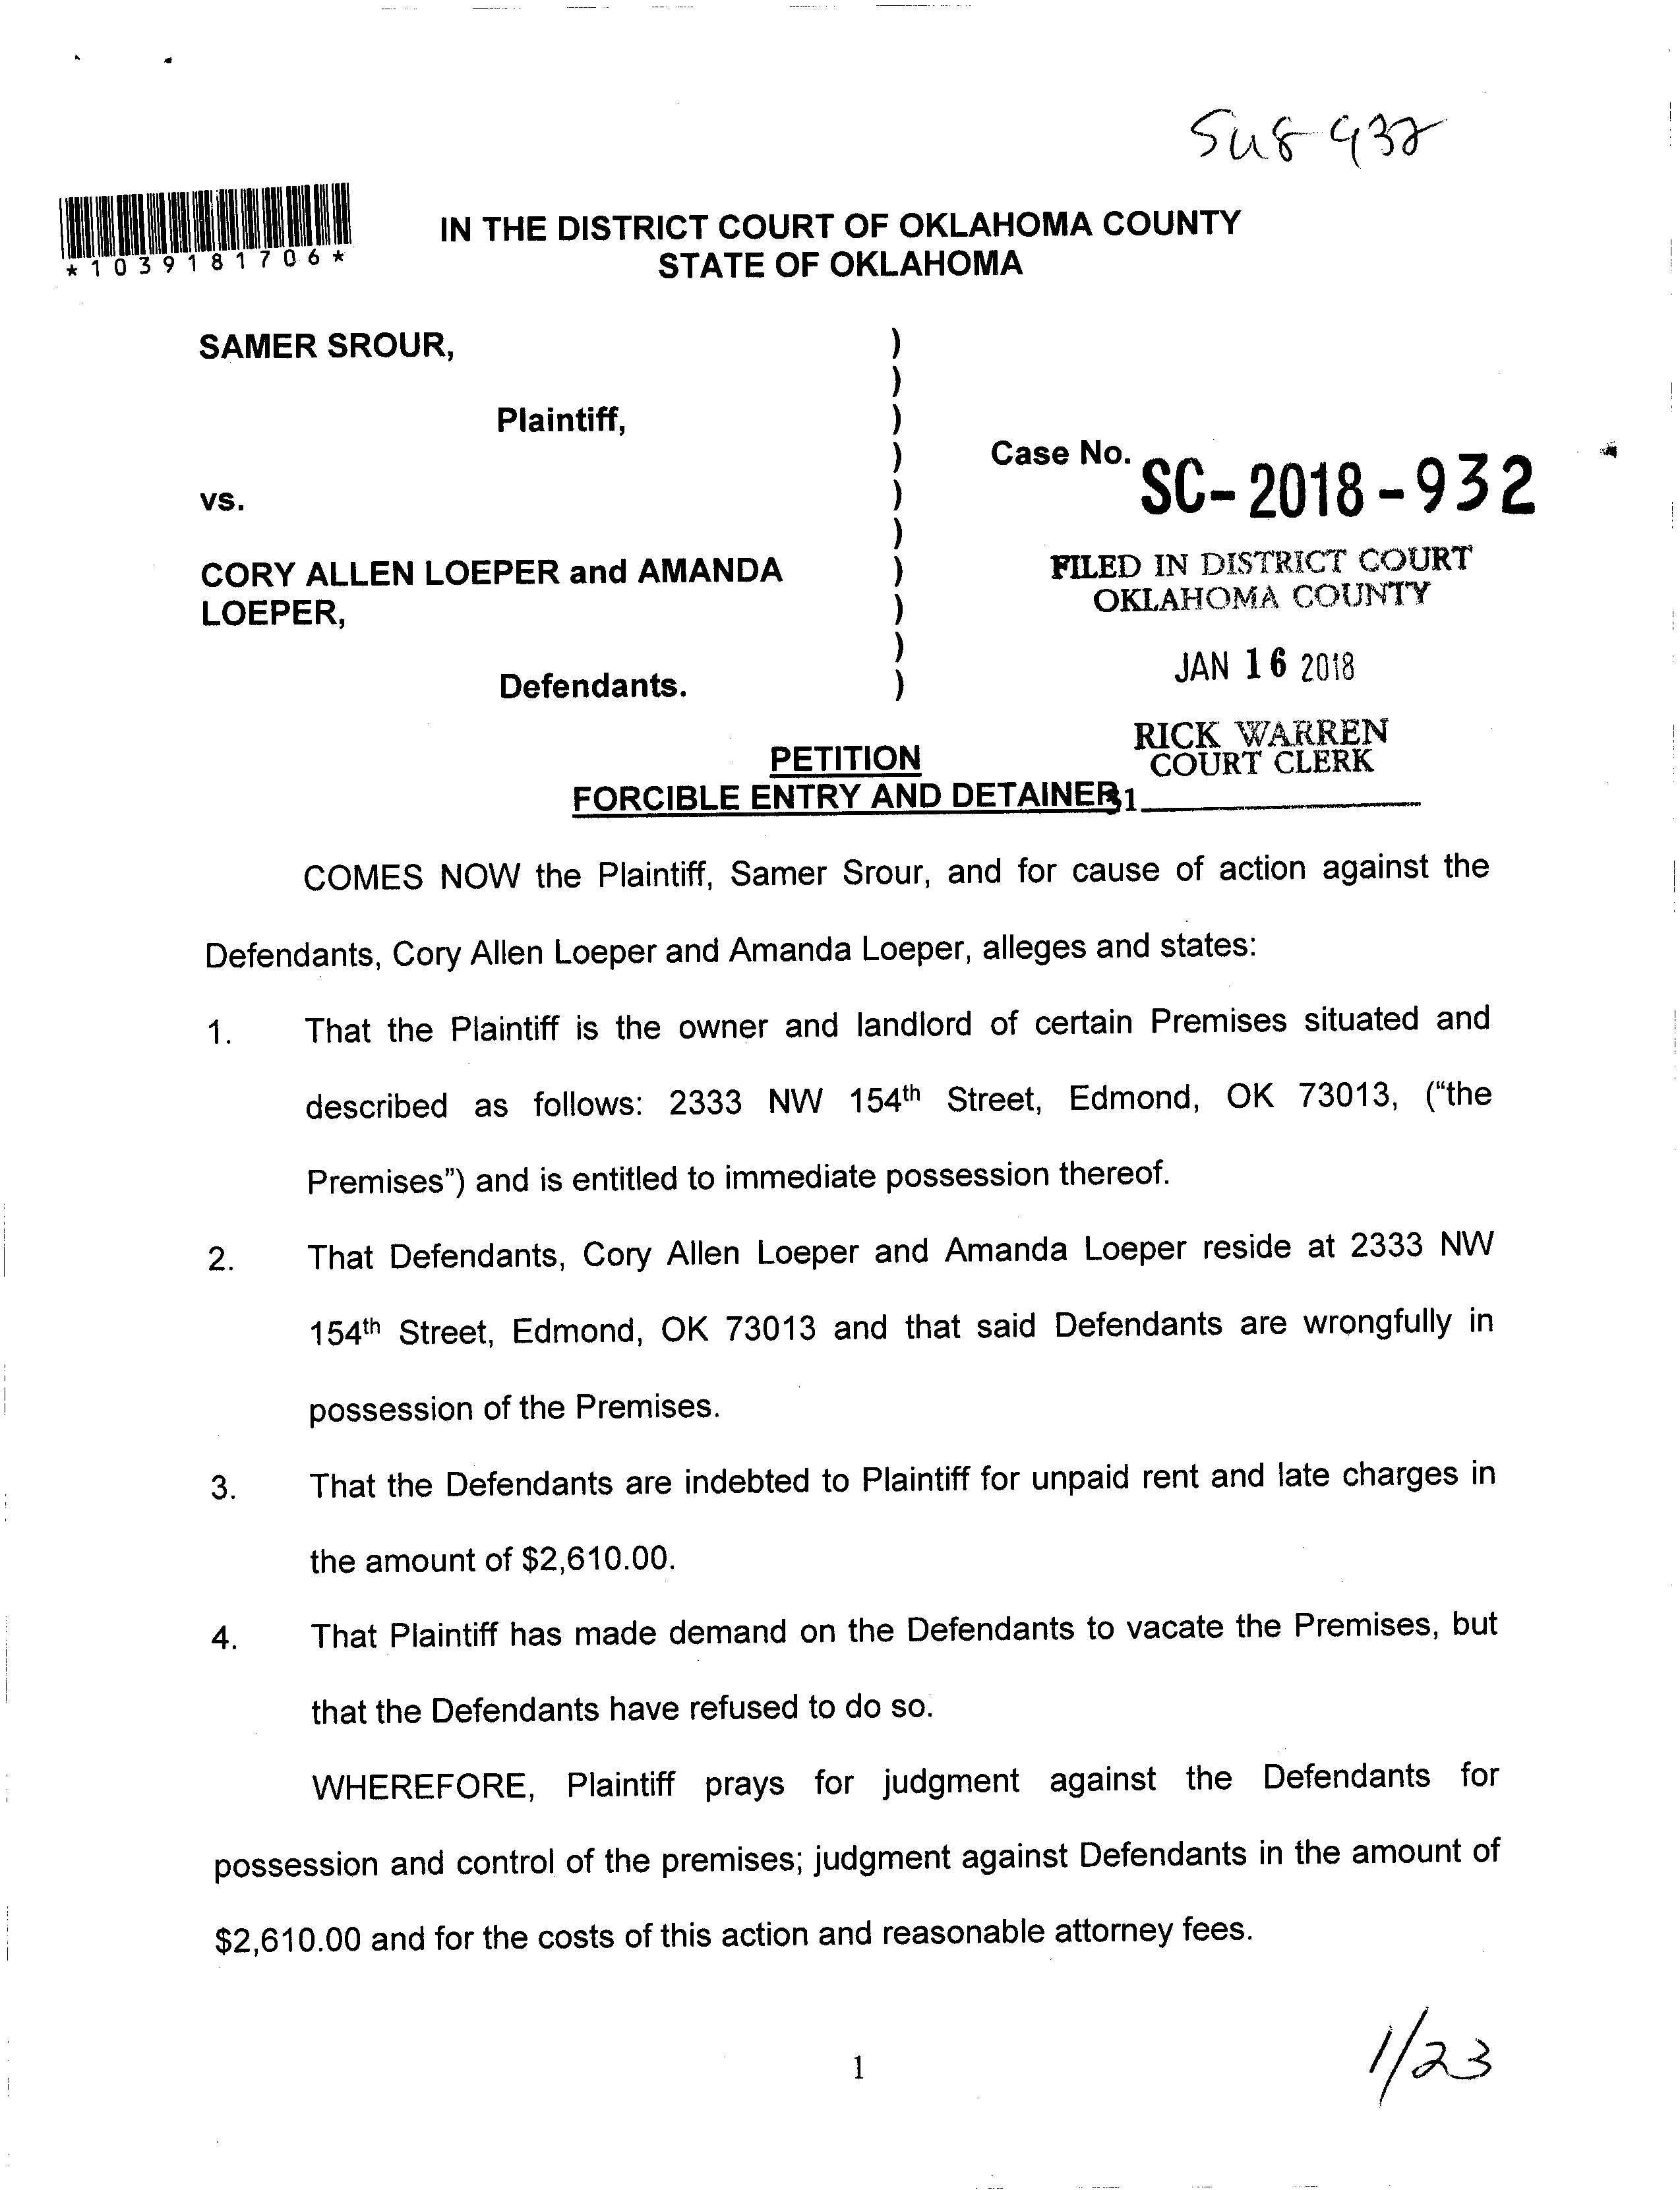 932
*1039181706*
IN THE DISTRICT COURT OF OKLAHOMA COUNTY
STATE OF OKLAHOMA
SAMER SROUR, )
)
Plaintiff, )
) Case No. SC-2018-932
vs. )
)
CORY ALLEN LOEPER and AMANDA ) FILED IN DISTRICT COURT
LOEPER, ) OKLAHOMA COUNTY
)
Defendants. ) JAN 16 2018
RICK WARREN
PETITION COURT CLERK
FORCIBLE ENTRY AND DETAINER
COMES NOW the Plaintiff, Samer Srour, and for cause of action against the
Defendants, Cory Allen Loeper and Amanda Loeper, alleges and states:
1. That the Plaintiff is the owner and landlord of certain Premises situated and
described as follows: 2333 NW 154th Street, Edmond, OK 73013, (“the
Premises”) and is entitled to immediate possession thereof.
2. That Defendants, Cory Allen Loeper and Amanda Loeper reside at 2333 NW
154th Street, Edmond, OK 73013 and that said Defendants are wrongfully in
possession of the Premises.
3. That the Defendants are indebted to Plaintiff for unpaid rent and late charges in
the amount of $2,610.00.
4. That Plaintiff has made demand on the Defendants to vacate the Premises, but
that the Defendants have refused to do so.
WHEREFORE, Plaintiff prays for judgment against the Defendants for
possession and control of the premises; judgment against Defendants in the amount of
$2,610.00 and for the costs of this action and reasonable attorney fees.
1
1/23